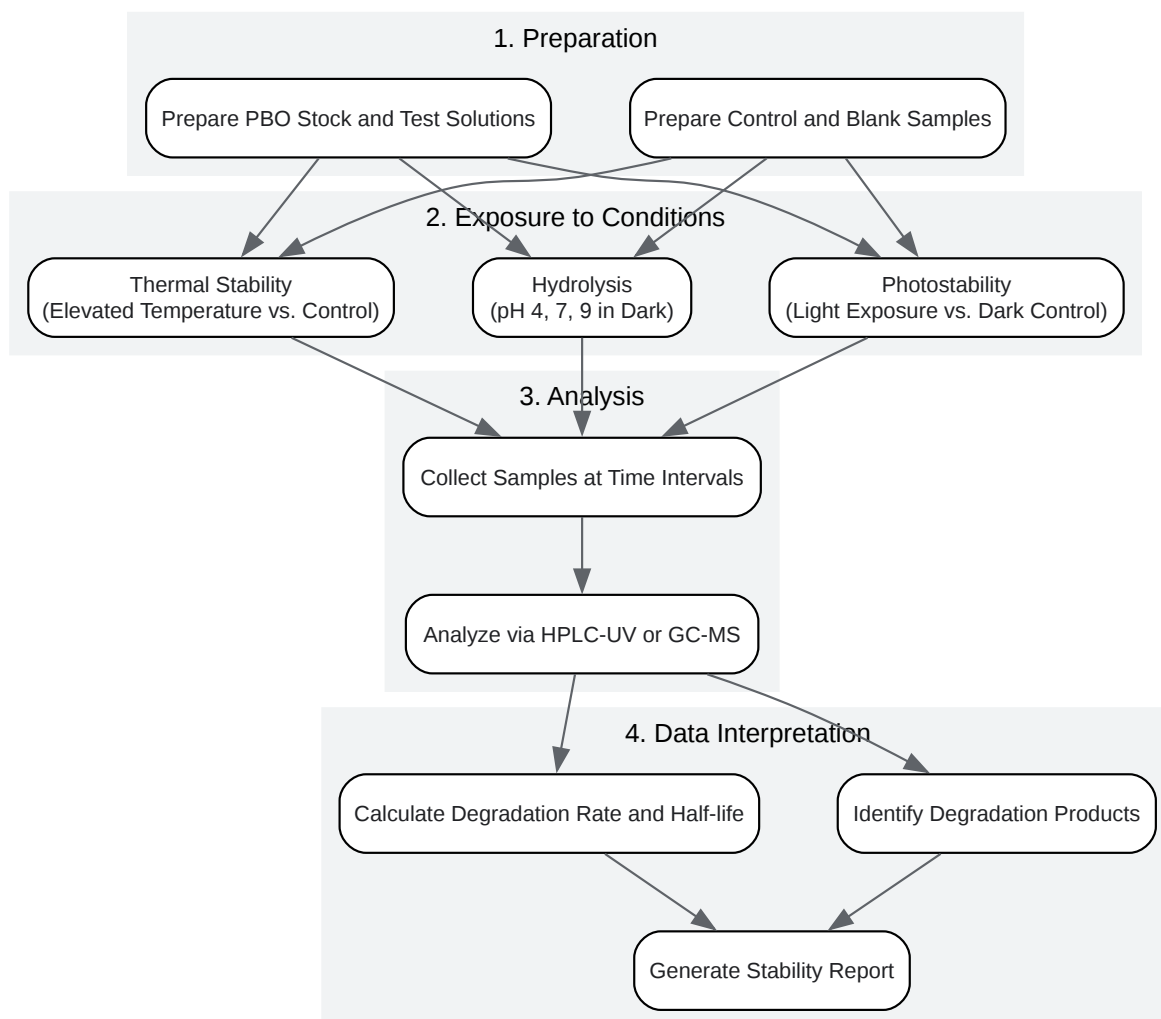 1. Preparation
Prepare PBO Stock and Test Solutions
Prepare Control and Blank Samples
2. Exposure to Conditions
Thermal Stability
(Elevated Temperature vs. Control)
Hydrolysis
(pH 4, 7, 9 in Dark)
Photostability
(Light Exposure vs. Dark Control)
3. Analysis
Collect Samples at Time Intervals
Analyze via HPLC-UV or GC-MS
4. Data Interpretation
Calculate Degradation Rate and Half-life
Identify Degradation Products
Generate Stability Report